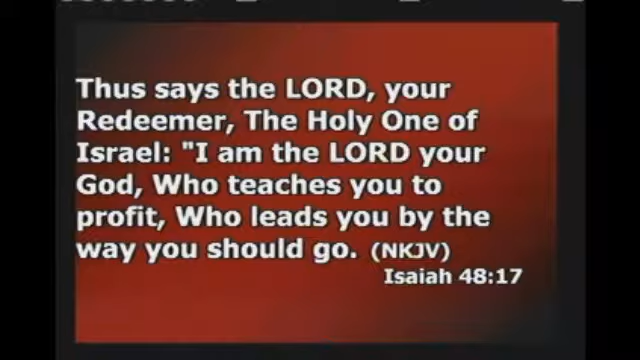 Thus says the LORD, your
Redeemer, The Holy One of
Israel: "I am the LORD your
God, Who teaches you to
profit, Who leads you by the
way you should go. (NKJV)
Isaiah 48:17